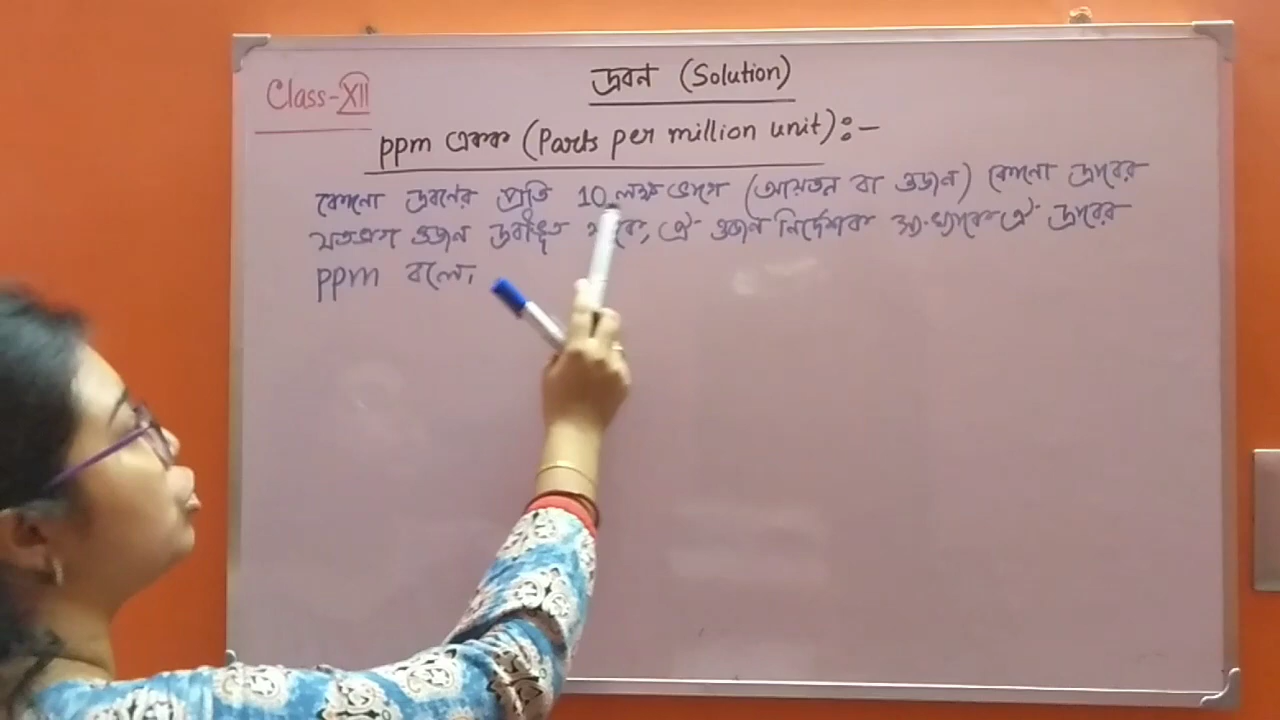 Class-XII
দ্রবণ (Solution)
ppm একক (Parts per million unit):-
কোনো দ্রবণের প্রতি 10 লক্ষ ভাগে (আয়তন বা ওজন) কোনো দ্রাবের
যতভাগ ওজন দ্রবীভূত থাকে, ঐ ওজন নির্দেশক সংখ্যাকে ঐ দ্রাবের
ppm বলে।